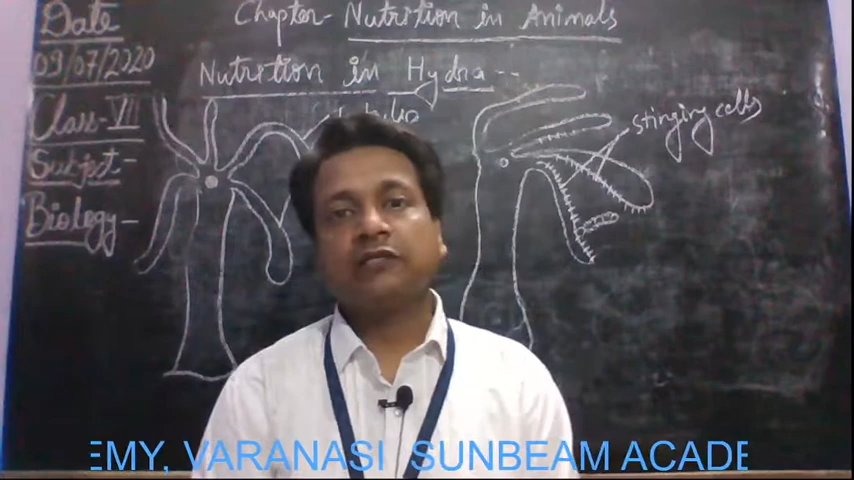 Date
09/07/2020
Class-VII
Subject-
Biology-
Chapter- Nutrition in Animals
Nutrition in Hydra --
stinging cells
EMY, VARANASI SUNBEAM ACADE